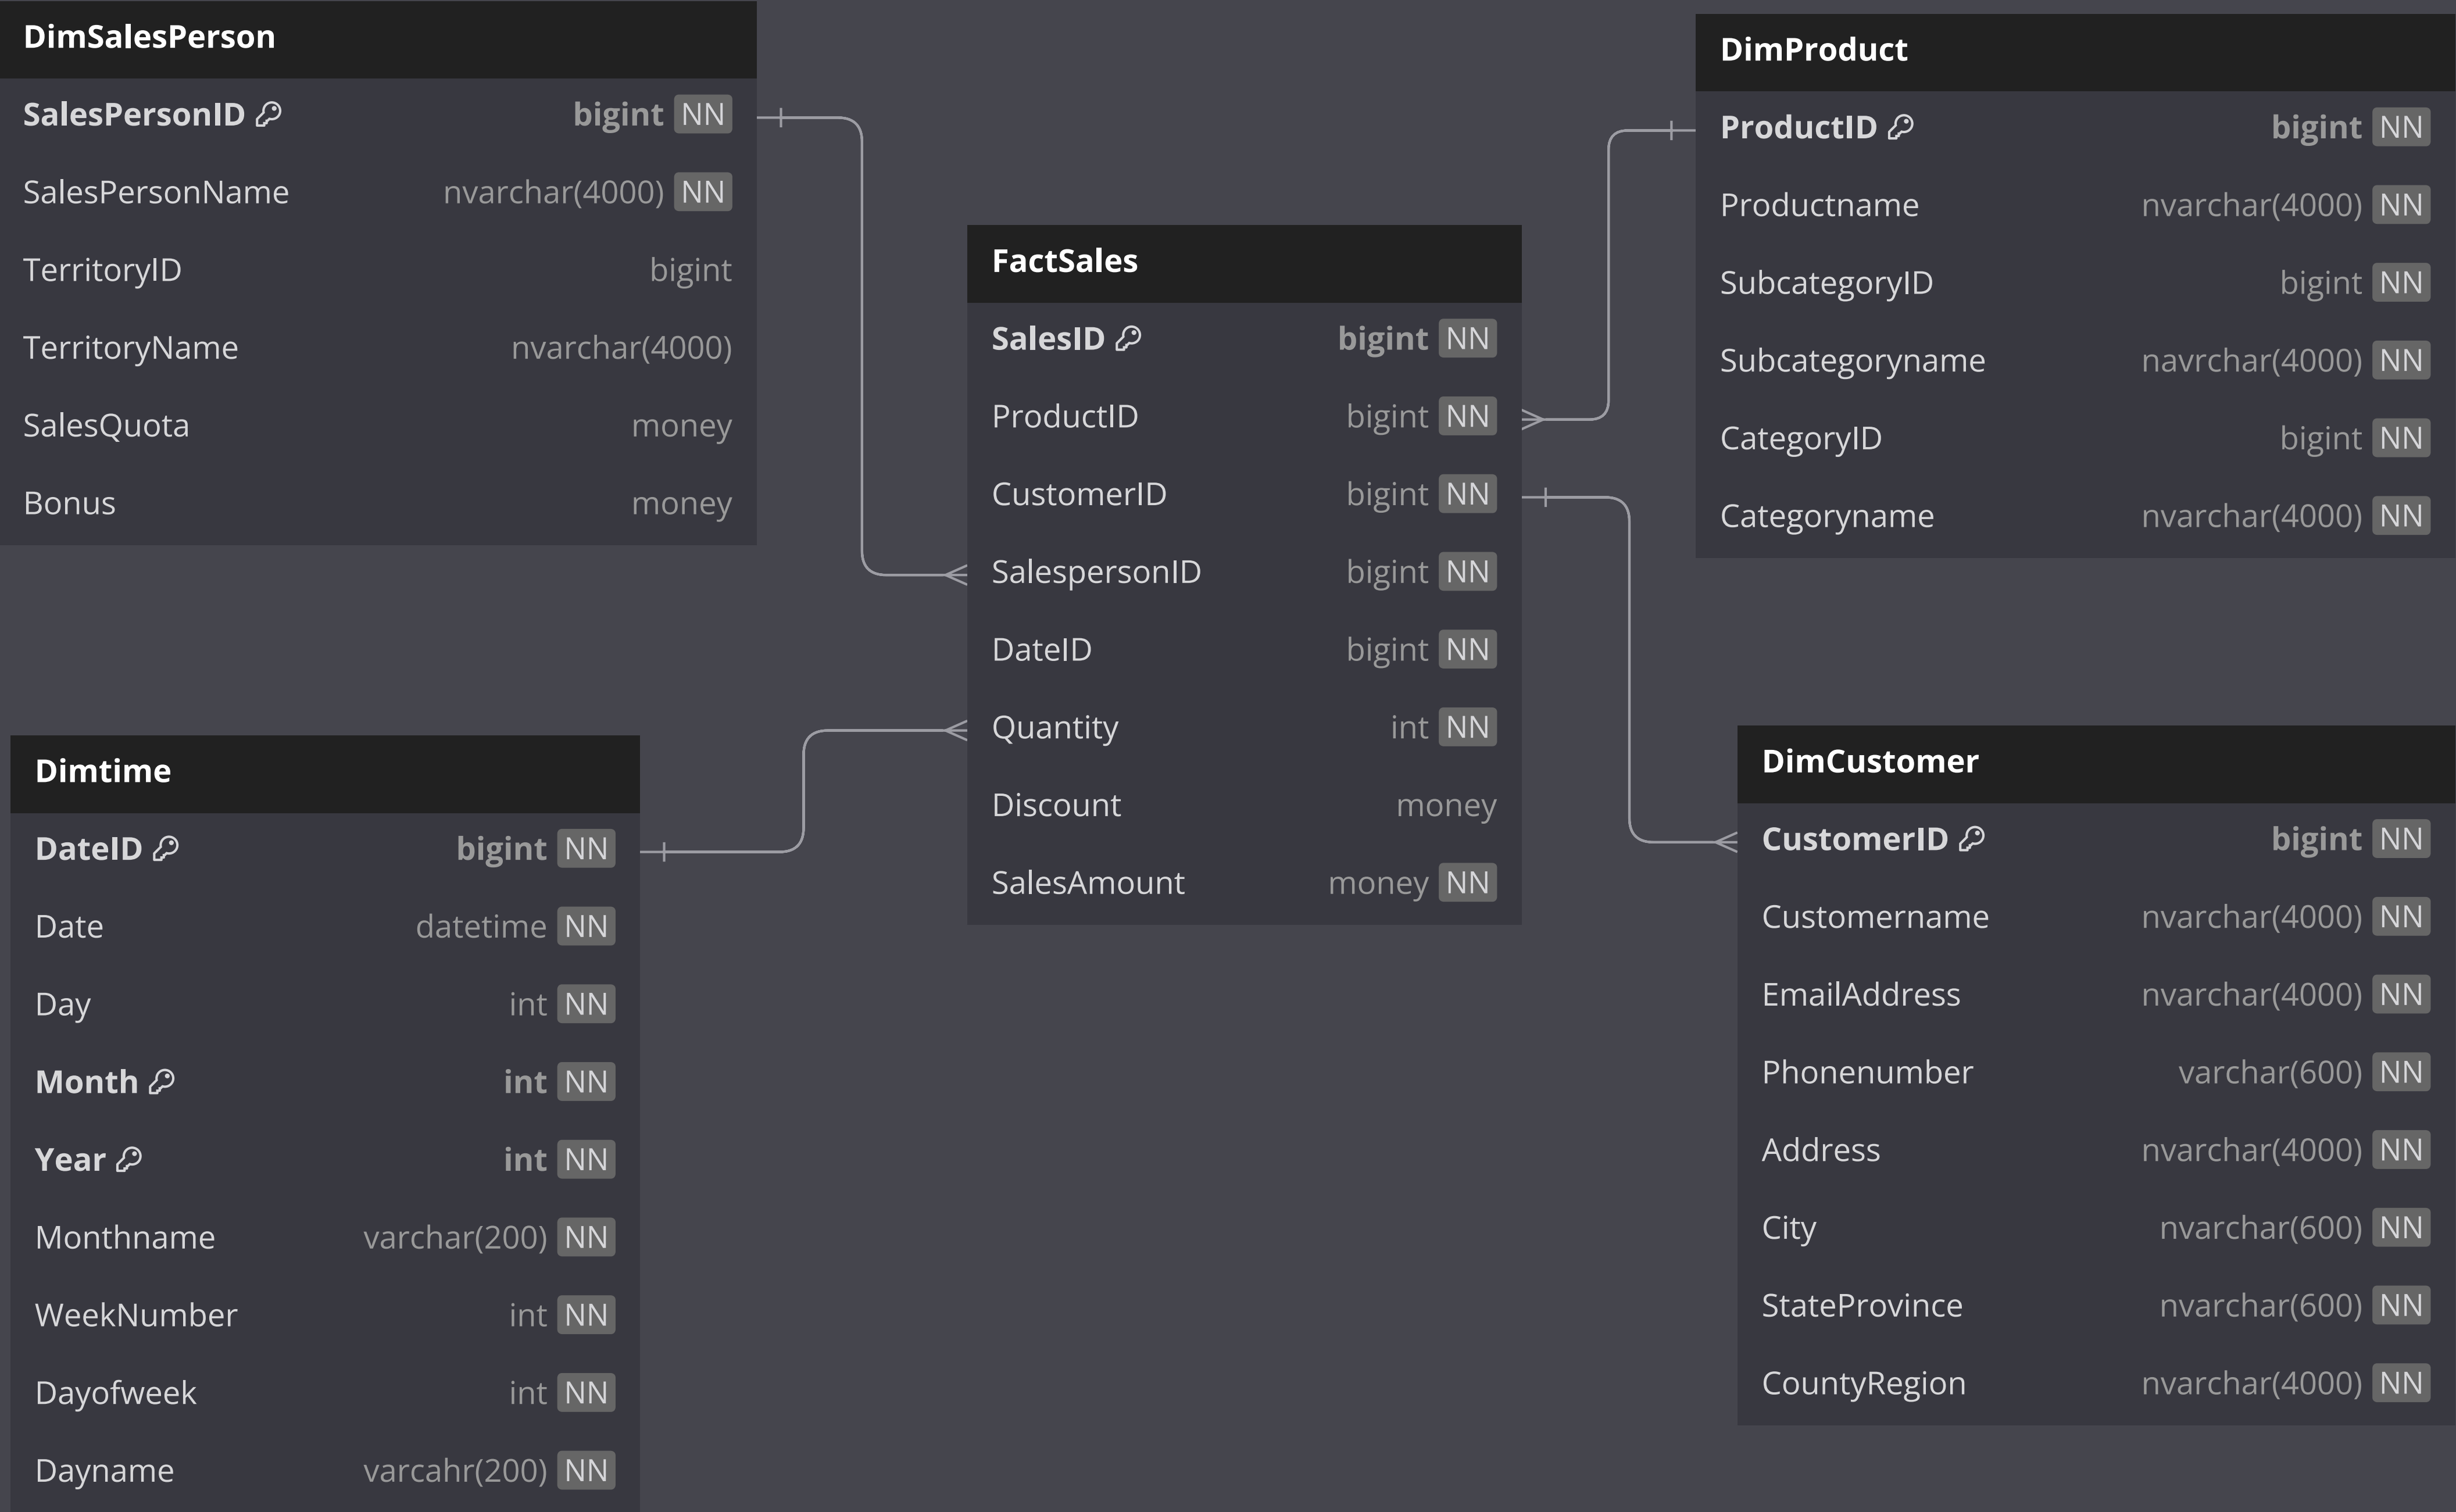 DimSalesPerson
SalesPersonID bigint NN
SalesPersonName nvarchar(4000) NN
TerritoryID bigint
TerritoryName nvarchar(4000)
SalesQuota money
Bonus money
DimProduct
ProductID bigint NN
Productname nvarchar(4000) NN
SubcategoryID bigint NN
Subcategoryname navrchar(4000) NN
CategoryID bigint NN
Categoryname nvarchar(4000) NN
FactSales
SalesID bigint NN
ProductID bigint NN
CustomerID bigint NN
SalespersonID bigint NN
DateID bigint NN
Quantity int NN
Discount money
SalesAmount money NN
Dimtime
DateID bigint NN
Date datetime NN
Day int NN
Month int NN
Year int NN
Monthname varchar(200) NN
WeekNumber int NN
Dayofweek int NN
Dayname varcahr(200) NN
DimCustomer
CustomerID bigint NN
Customername nvarchar(4000) NN
EmailAddress nvarchar(4000) NN
Phonenumber varchar(600) NN
Address nvarchar(4000) NN
City nvarchar(600) NN
StateProvince nvarchar(600) NN
CountyRegion nvarchar(4000) NN